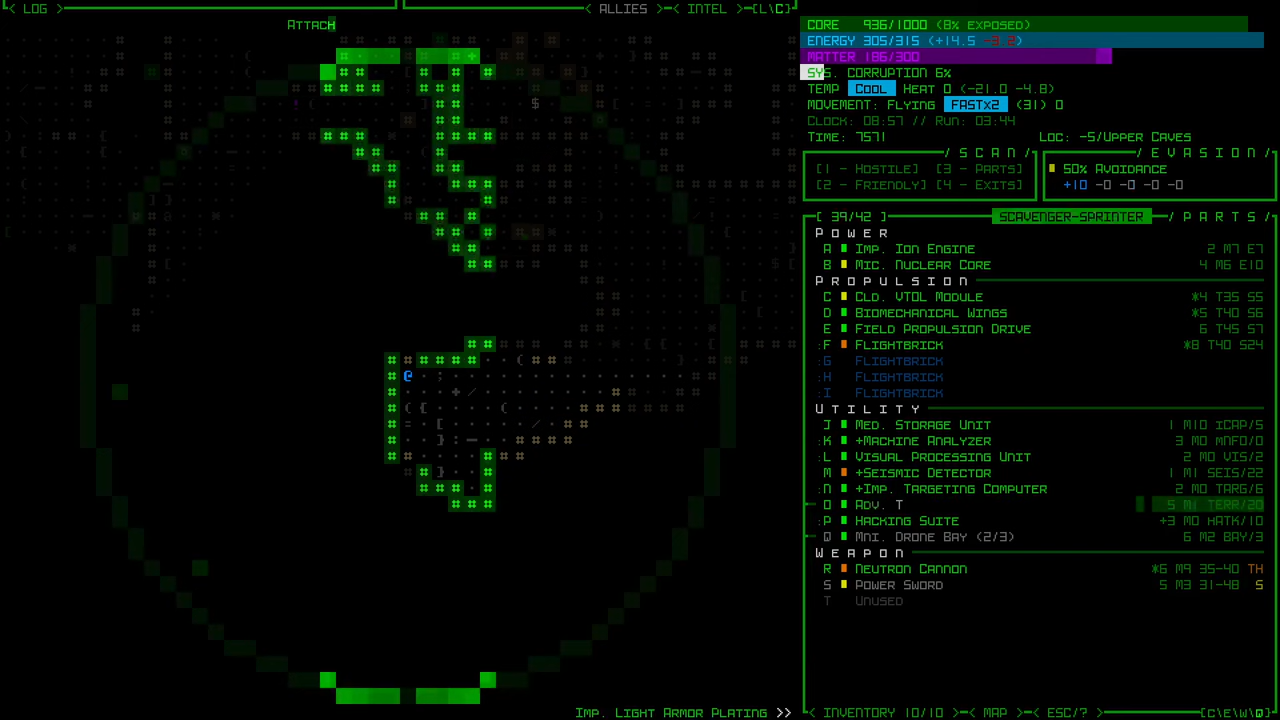 < LOG > < ALLIES >─< INTEL >─[L\C]
ATTACH
CORE 936/1000 (8% EXPOSED)
ENERGY 305/315 (+14.5 -3.2)
MATTER 186/300
SYS. CORRUPTION 6%
TEMP COOL HEAT 0 (-21.0 -4.8)
MOVEMENT: FLYING FASTX2 (31) 0
CLOCK: 08:57 // RUN: 03:44
TIME: 7571 LOC: -5/UPPER CAVES
/ SCAN / / EVASION /
[1 - HOSTILE] [3 - PARTS] 50% AVOIDANCE
[2 - FRIENDLY] [4 - EXITS] +10 -0 -0 -0 -0
[ 39/42 ] SCAVENGER-SPRINTER / PARTS /
POWER
A IMP. ION ENGINE 2 M7 E7
B MIC. NUCLEAR CORE 4 M6 E10
PROPULSION
C CLD. VTOL MODULE *4 T35 S5
D BIOMECHANICAL WINGS *5 T40 S6
E FIELD PROPULSION DRIVE 6 T45 S7
:F FLIGHTBRICK *8 T40 S24
:G FLIGHTBRICK
:H FLIGHTBRICK
:I FLIGHTBRICK
UTILITY
J MED. STORAGE UNIT 1 M10 ICAP/5
:K +MACHINE ANALYZER 3 M0 MNFO/0
:L VISUAL PROCESSING UNIT 2 M0 VIS/2
M +SEISMIC DETECTOR 1 M1 SEIS/22
:N +IMP. TARGETING COMPUTER 2 M0 TARG/6
O ADV. T 5 M1 TERR/20
:P HACKING SUITE +3 M0 HATK/10
Q MNI. DRONE BAY (2/3) 6 M2 BAY/3
WEAPON
R NEUTRON CANNON *6 M9 35-40 TH
S POWER SWORD 5 M3 31-48 S
T UNUSED
IMP. LIGHT ARMOR PLATING >> < INVENTORY 10/10 >─< MAP >─< ESC/? > [C\E\W\Q]